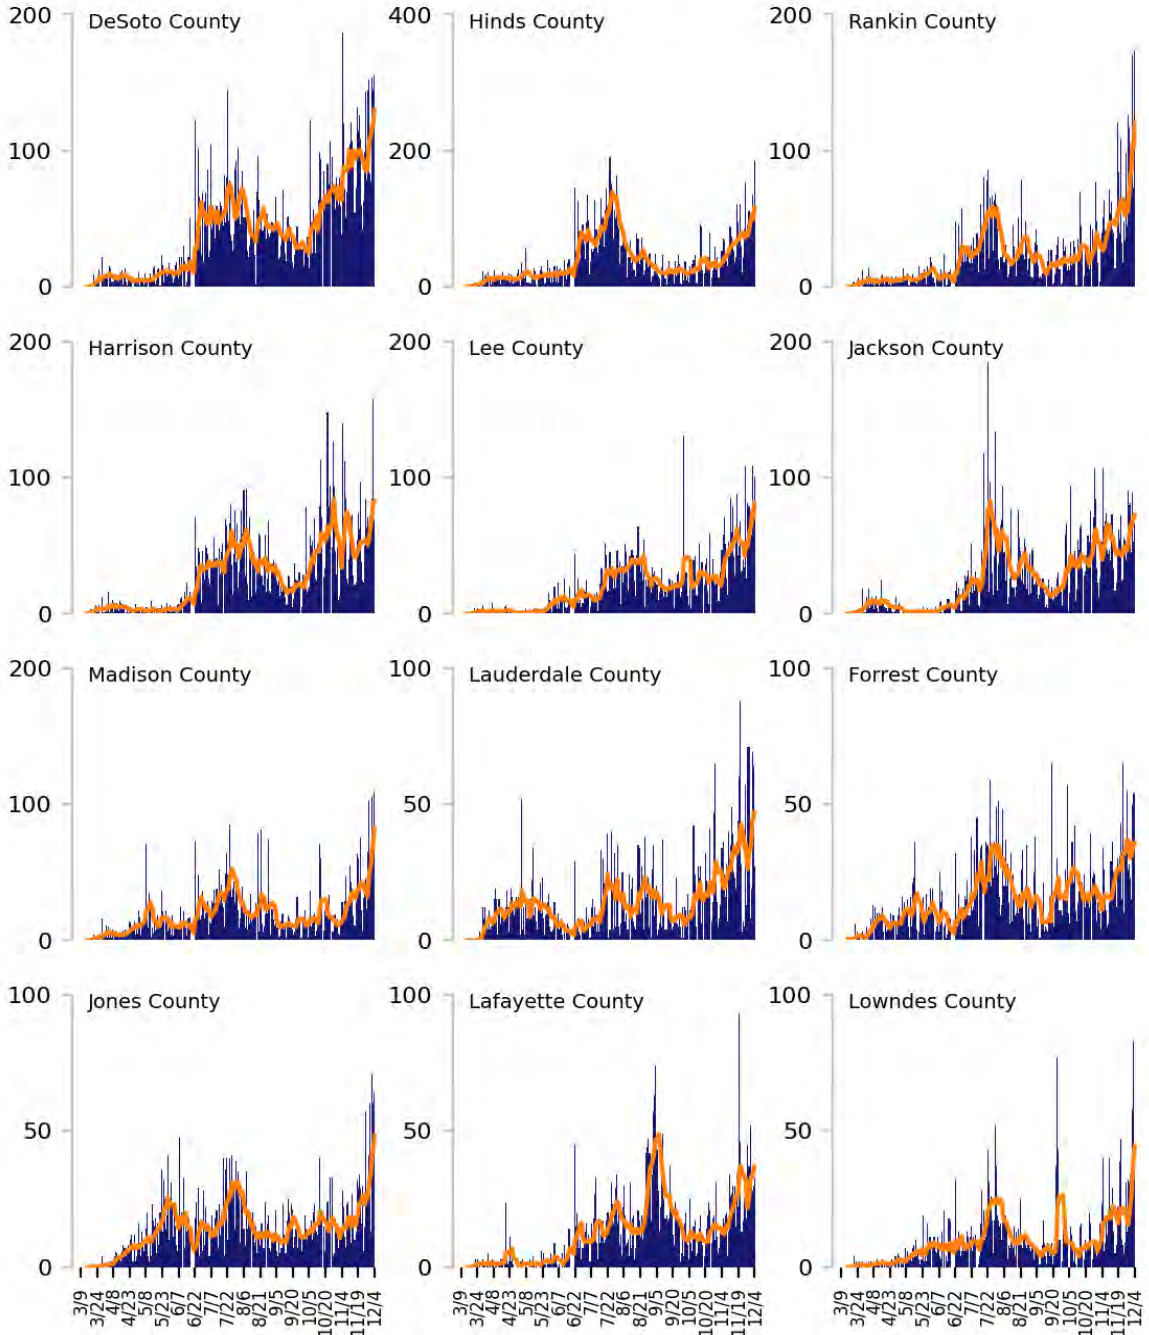 DeSoto County
200
100
0
Hinds County
400
200
0
Rankin County
200
100
0
Harrison County
200
100
0
Lee County
200
100
0
Jackson County
200
100
0
Madison County
200
100
0
Lauderdale County
100
50
0
Forrest County
100
50
0
Jones County
100
50
0
Lafayette County
100
50
0
Lowndes County
100
50
0
3/9 3/24 4/8 4/23 5/8 5/23 6/7 6/22 7/7 7/22 8/6 8/21 9/5 9/20 10/5 10/20 11/4 11/19 12/4
3/9 3/24 4/8 4/23 5/8 5/23 6/7 6/22 7/7 7/22 8/6 8/21 9/5 9/20 10/5 10/20 11/4 11/19 12/4
3/9 3/24 4/8 4/23 5/8 5/23 6/7 6/22 7/7 7/22 8/6 8/21 9/5 9/20 10/5 10/20 11/4 11/19 12/4